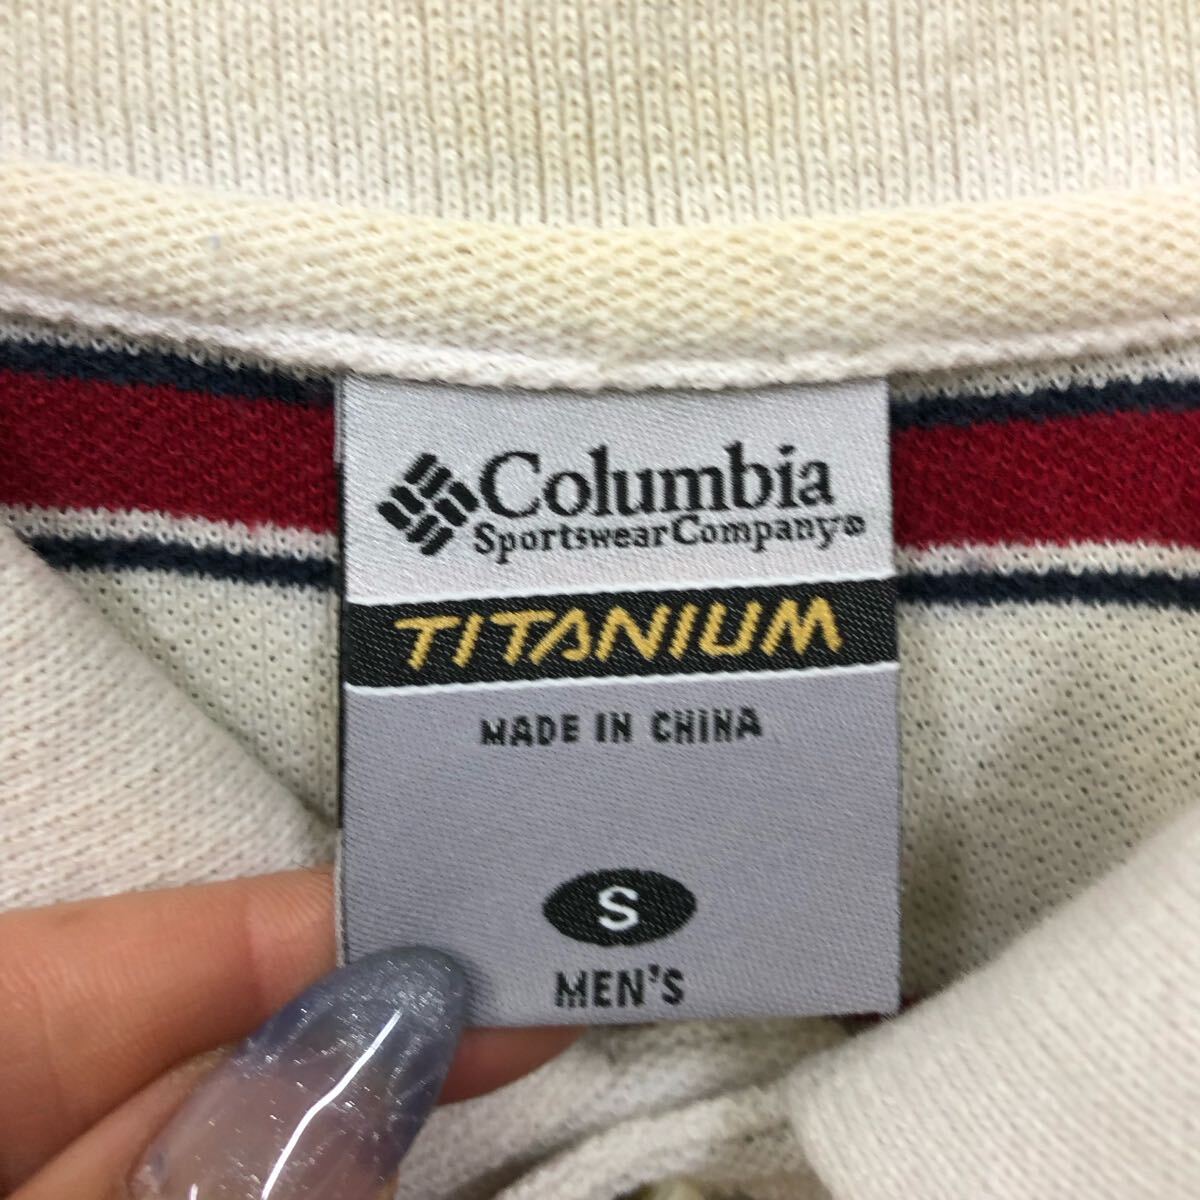 Columbia
Sportswear Company®
TITANIUM
MADE IN CHINA
S
MEN'S